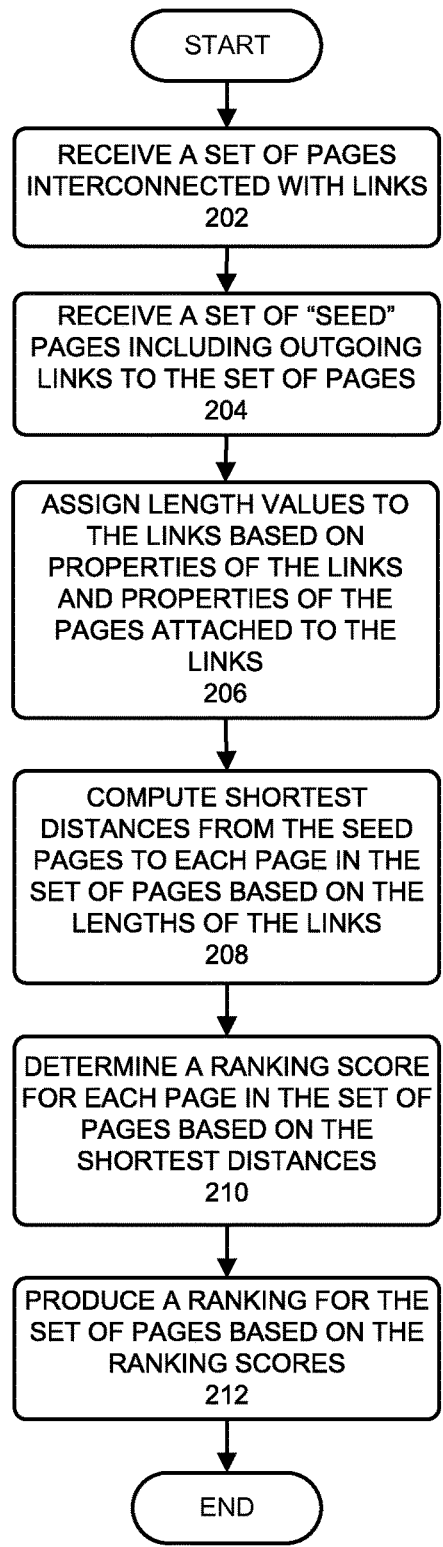 START
RECEIVE A SET OF PAGES
INTERCONNECTED WITH LINKS
202
RECEIVE A SET OF “SEED”
PAGES INCLUDING OUTGOING
LINKS TO THE SET OF PAGES
204
ASSIGN LENGTH VALUES TO
THE LINKS BASED ON
PROPERTIES OF THE LINKS
AND PROPERTIES OF THE
PAGES ATTACHED TO THE
LINKS
206
COMPUTE SHORTEST
DISTANCES FROM THE SEED
PAGES TO EACH PAGE IN THE
SET OF PAGES BASED ON THE
LENGTHS OF THE LINKS
208
DETERMINE A RANKING SCORE
FOR EACH PAGE IN THE SET OF
PAGES BASED ON THE
SHORTEST DISTANCES
210
PRODUCE A RANKING FOR THE
SET OF PAGES BASED ON THE
RANKING SCORES
212
END